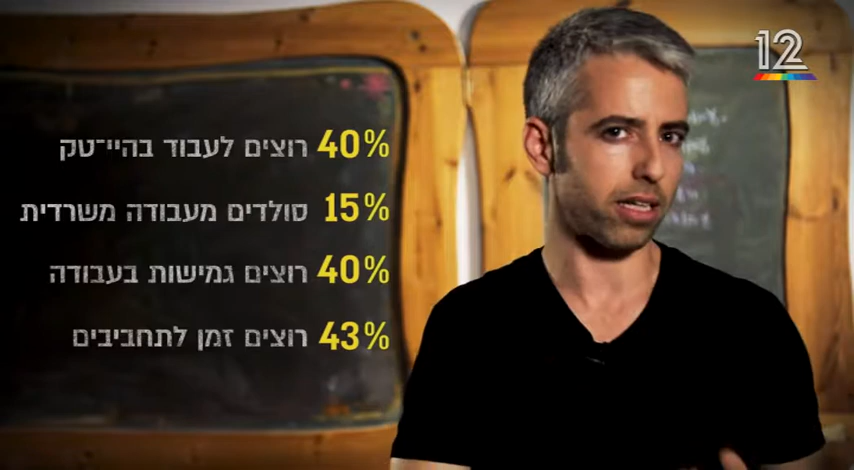 12
40% רוצים לעבוד בהיי־טק
15% סולדים מעבודה משרדית
40% רוצים גמישות בעבודה
43% רוצים זמן לתחביבים